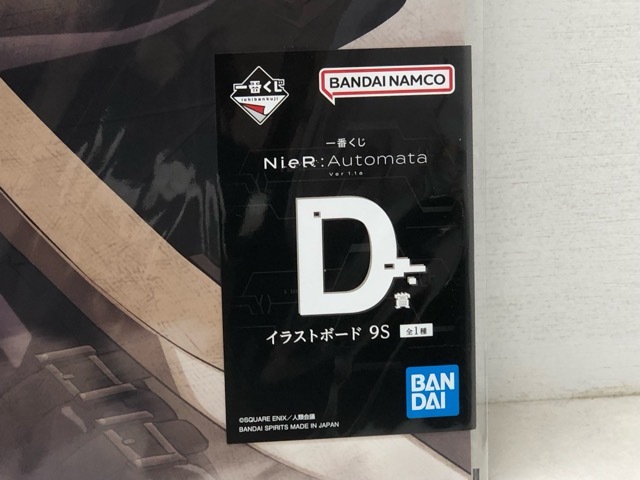 一番くじ
ichibankuji
BANDAI NAMCO
一番くじ
NieR:Automata
Ver1.1a
D
賞
イラストボード 9S 全1種
BAN
DAI
©SQUARE ENIX/人類会議
BANDAI SPIRITS MADE IN JAPAN